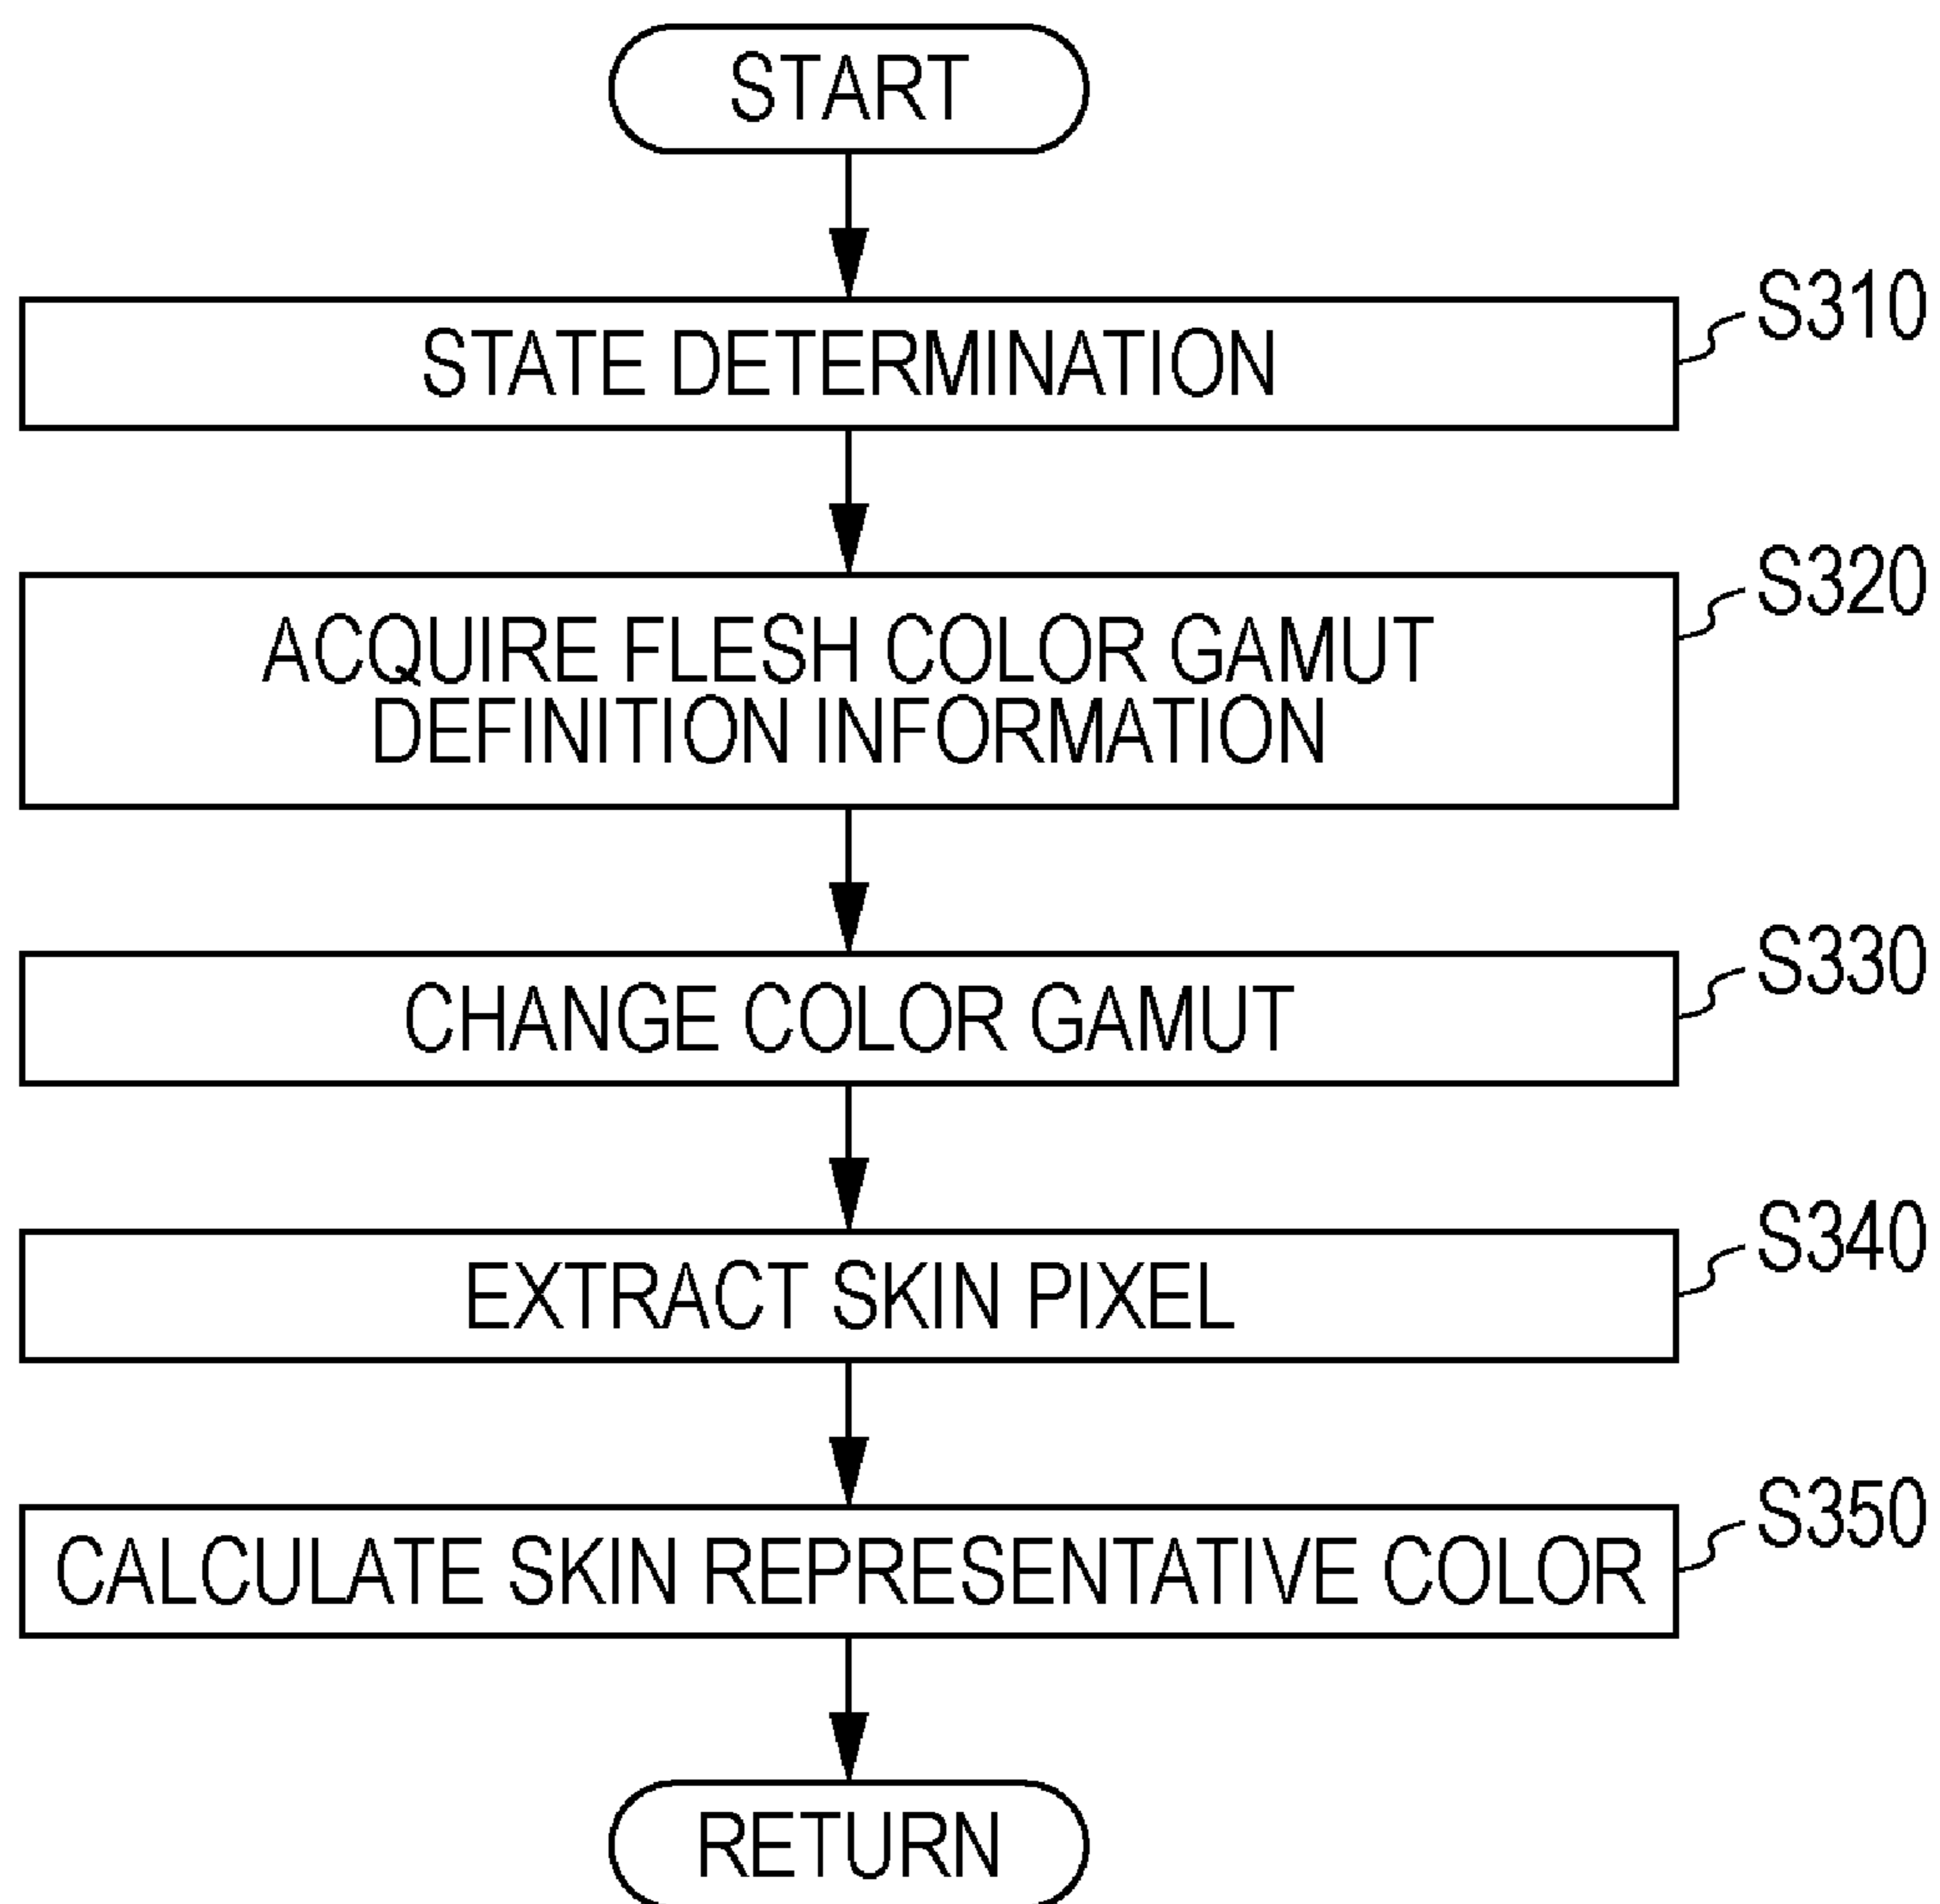 START
S310
STATE DETERMINATION
S320
ACQUIRE FLESH COLOR GAMUT
DEFINITION INFORMATION
S330
CHANGE COLOR GAMUT
S340
EXTRACT SKIN PIXEL
S350
CALCULATE SKIN REPRESENTATIVE COLOR
RETURN